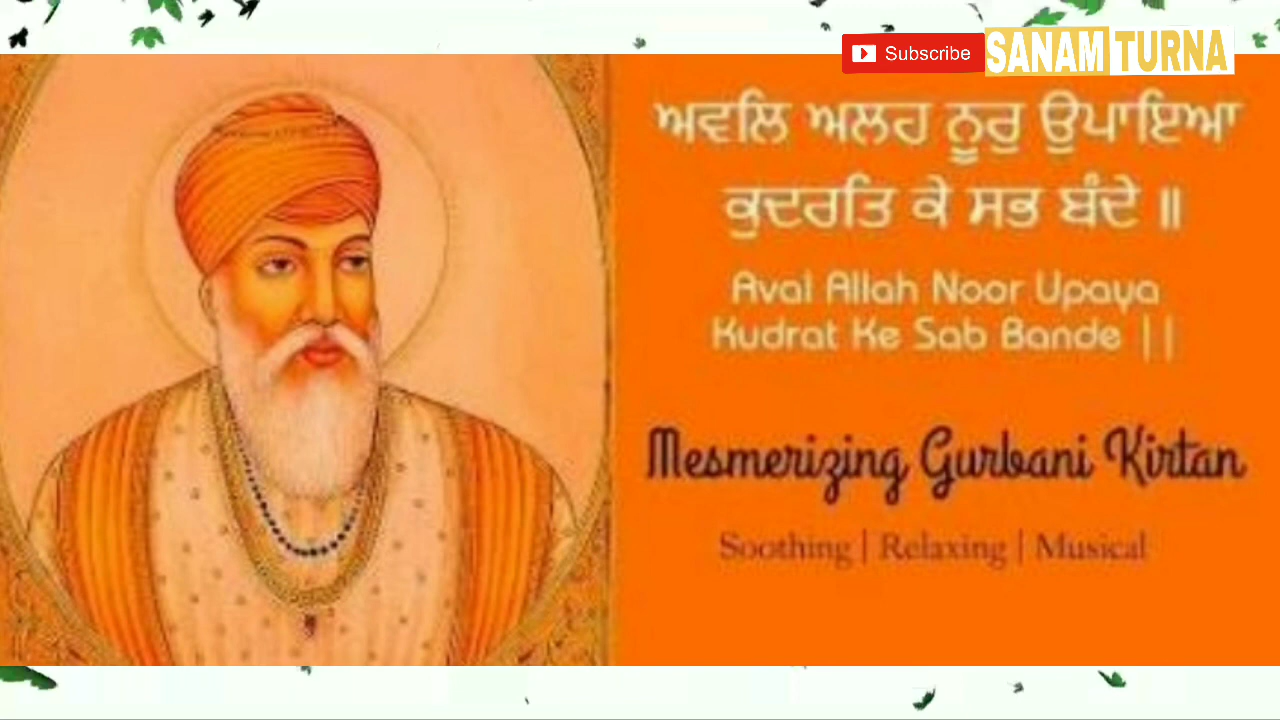 Subscribe SANAM TURNA
ਅਵਲਿ ਅਲਹ ਨੂਰੁ ਉਪਾਇਆ
ਕੁਦਰਤਿ ਕੇ ਸਭ ਬੰਦੇ ॥
Aval Allah Noor Upaya
Kudrat Ke Sab Bande ||
Mesmerizing Gurbani Kirtan
Soothing | Relaxing | Musical